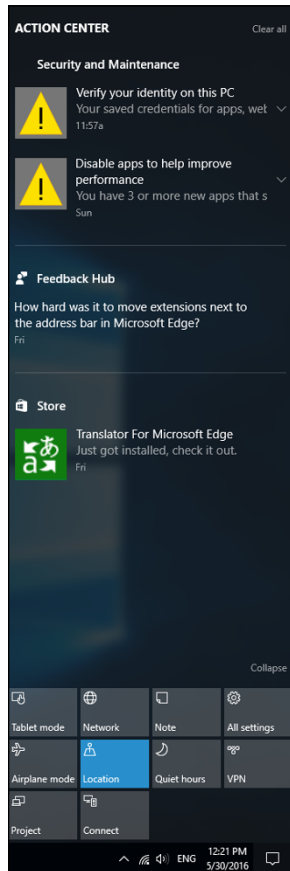 ACTION CENTER Clear all
Security and Maintenance
Verify your identity on this PC
Your saved credentials for apps, wet
11:57a
Disable apps to help improve
performance
You have 3 or more new apps that s
Sun
Feedback Hub
How hard was it to move extensions next to
the address bar in Microsoft Edge?
Fri
Store
Translator For Microsoft Edge
Just got installed, check it out.
Fri
Collapse
Tablet mode Network Note All settings
Airplane mode Location Quiet hours VPN
Project Connect
ENG 12:21 PM
5/30/2016